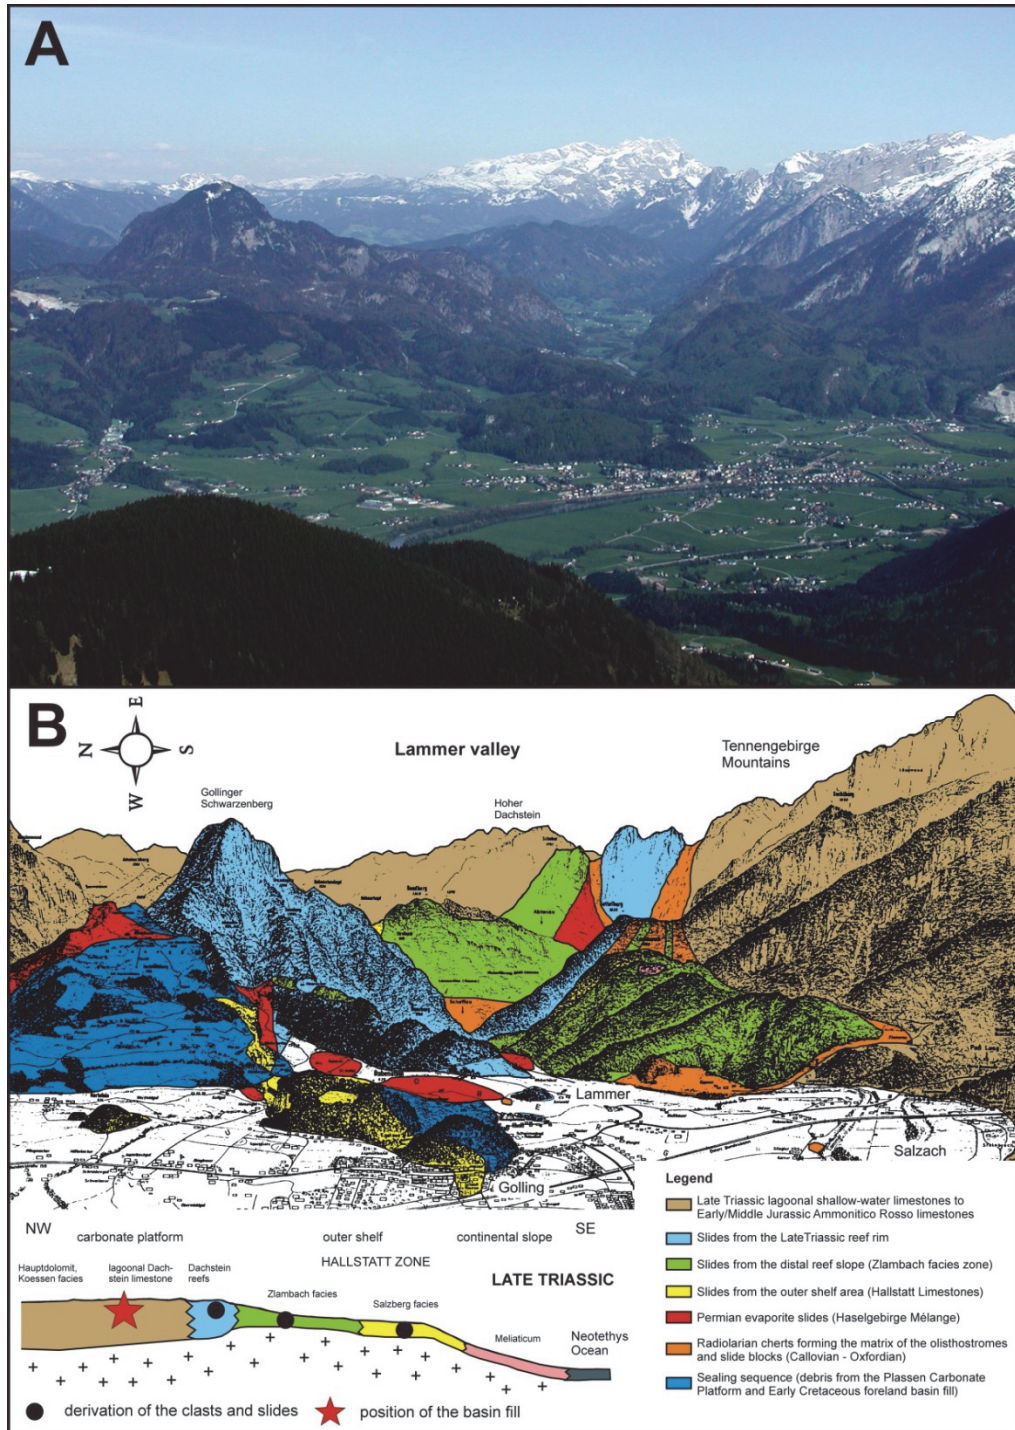 A
B
E
N
S
W
Lammer valley
Tennengebirge
Mountains
Gollinger
Schwarzenberg
Hoher
Dachstein
Lammer
Salzach
Golling
NW
SE
carbonate platform
outer shelf
continental slope
HALLSTATT ZONE
LATE TRIASSIC
Hauptdolomit,
Koessen facies
lagoonal Dach-
stein limestone
Dachstein
reefs
Zlambach facies
Salzberg facies
Meliaticum
Neotethys
Ocean
derivation of the clasts and slides
position of the basin fill
Legend
Late Triassic lagoonal shallow-water limestones to
Early/Middle Jurassic Ammonitico Rosso limestones
Slides from the LateTriassic reef rim
Slides from the distal reef slope (Zlambach facies zone)
Slides from the outer shelf area (Hallstatt Limestones)
Permian evaporite slides (Haselgebirge Mélange)
Radiolarian cherts forming the matrix of the olisthostromes
and slide blocks (Callovian - Oxfordian)
Sealing sequence (debris from the Plassen Carbonate
Platform and Early Cretaceous foreland basin fill)